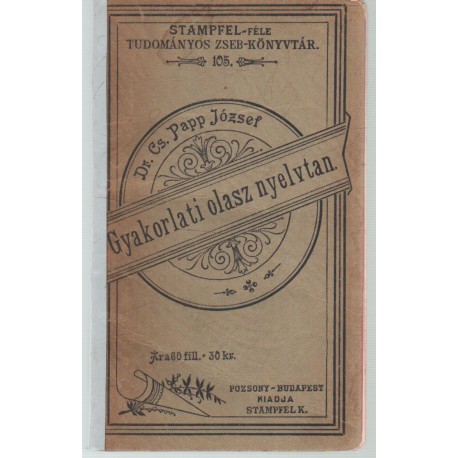 STAMPFEL-FÉLE
TUDOMÁNYOS ZSEB-KÖNYVTÁR.
105.
Dr. Cs. Papp József
Gyakorlati olasz nyelvtan.
Ára 60 fill. • 30 kr.
POZSONY-BUDAPEST
KIADJA
STAMPFEL K.